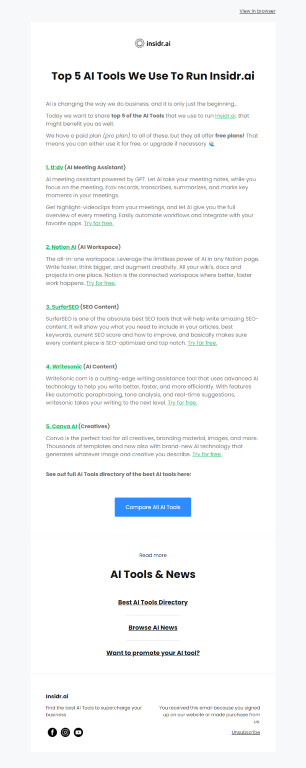 View in browser
insidr.ai
Top 5 AI Tools We Use To Run Insidr.ai
AI is changing the way we do business, and it is only just the beginning...
Today we want to share top 5 of the AI Tools that we use to run Insidr.ai, that
might benefit you as well.
We have a paid plan (pro plan) to all of these, but they all offer free plans! That
means you can either use it for free, or upgrade if necessary
1. tl;dv (AI Meeting Assistant)
AI meeting assistant powered by GPT. Let AI take your meeting notes, while you
focus on the meeting. tl;dv records, transcribes, summarizes, and marks key
moments in your meetings.
Get highlight-videoclips from your meetings, and let AI give you the full
overview of every meeting. Easily automate workflows and integrate with your
favorite apps. Try for free.
2. Notion AI (AI Workspace)
The all-in-one workspace. Leverage the limitless power of AI in any Notion page.
Write faster, think bigger, and augment creativity. All your wiki's, docs and
projects in one place. Notion is the connected workspace where better, faster
work happens. Try for free.
3. SurferSEO (SEO Content)
SurferSEO is one of the absolute best SEO tools that will help write amazing SEO-
content. It will show you what you need to include in your articles, best
keywords, current SEO score and how to improve, and basically makes sure
every content piece is SEO-optimized and top notch. Try for free.
4. Writesonic (AI Content)
WriteSonic.com is a cutting-edge writing assistance tool that uses advanced AI
technology to help you write better, faster, and more efficiently. With features
like automatic paraphrasing, tone analysis, and real-time suggestions,
writesonic takes your writing to the next level. Try for free.
5. Canva AI (Creatives)
Canva is the perfect tool for all creatives, branding material, images, and more.
Thousands of templates and now also with brand-new AI technology that
generates whatever image and creative you describe. Try for free.
See out full AI Tools directory of the best AI tools here:
Compare All AI Tools
Read more
AI Tools & News
Best AI Tools Directory
Browse AI News
Want to promote your AI tool?
Insidr.ai
Find the best AI Tools to supercharge your
business
You received this email because you signed
up on our website or made purchase from
us.
Unsubscribe